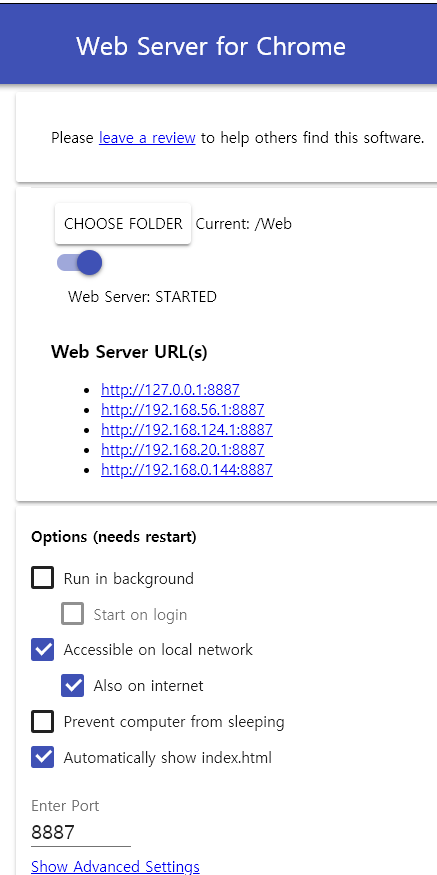 Web Server for Chrome
Please leave a review to help others find this software.
CHOOSE FOLDER Current: /Web
Web Server: STARTED
Web Server URL(s)
http://127.0.0.1:8887
http://192.168.56.1:8887
http://192.168.124.1:8887
http://192.168.20.1:8887
http://192.168.0.144:8887
Options (needs restart)
Run in background
Start on login
Accessible on local network
Also on internet
Prevent computer from sleeping
Automatically show index.html
Enter Port
8887
Show Advanced Settings